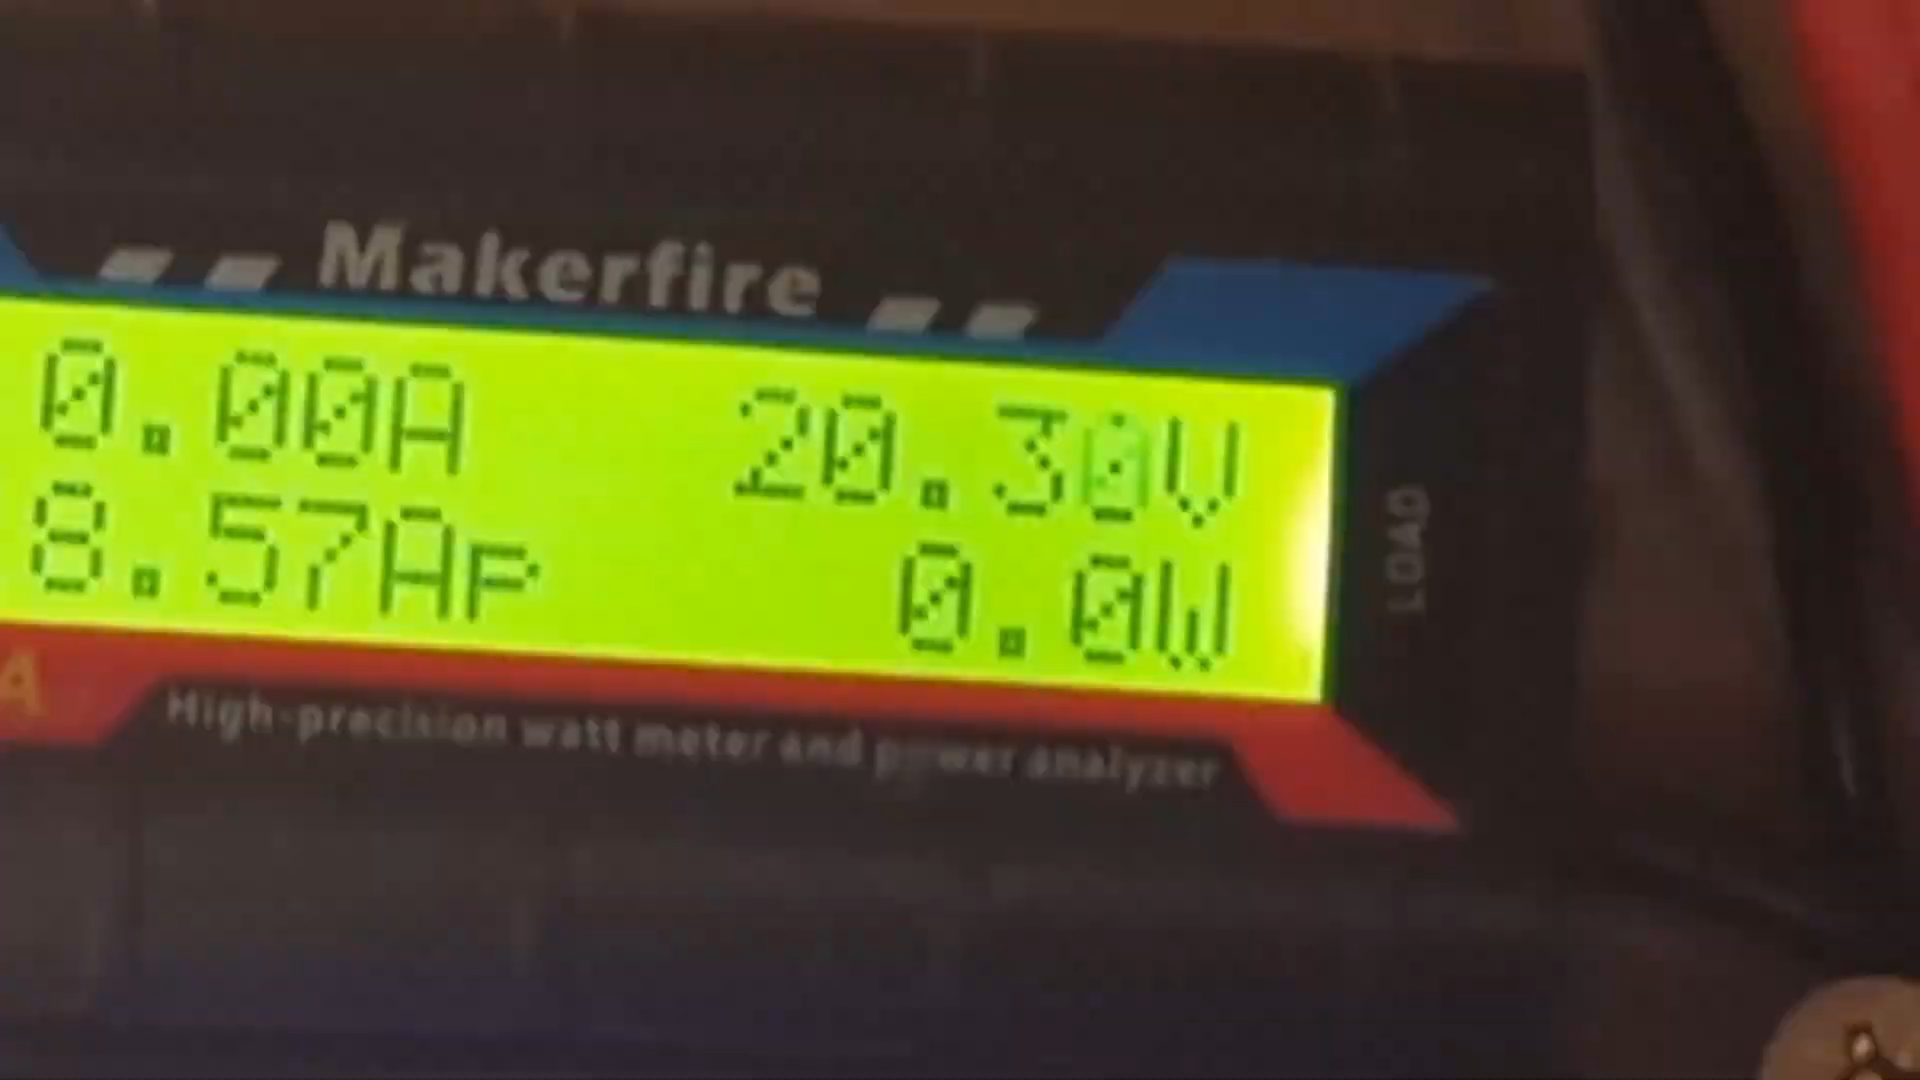 Makerfire
0.00A 20.30V
8.57Ap 0.0W
LOAD
A
High-precision watt meter and power analyzer